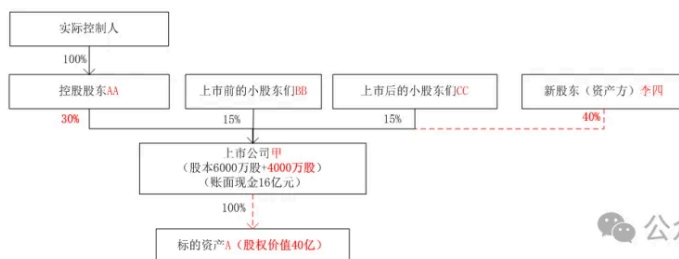 实际控制人
100%
控股股东AA
上市前的小股东们BB
上市后的小股东们CC
新股东（资产方）李四
30%
15%
15%
40%
上市公司甲
（股本6000万股+4000万股）
（账面现金16亿元）
100%
标的资产A（股权价值40亿）
公众